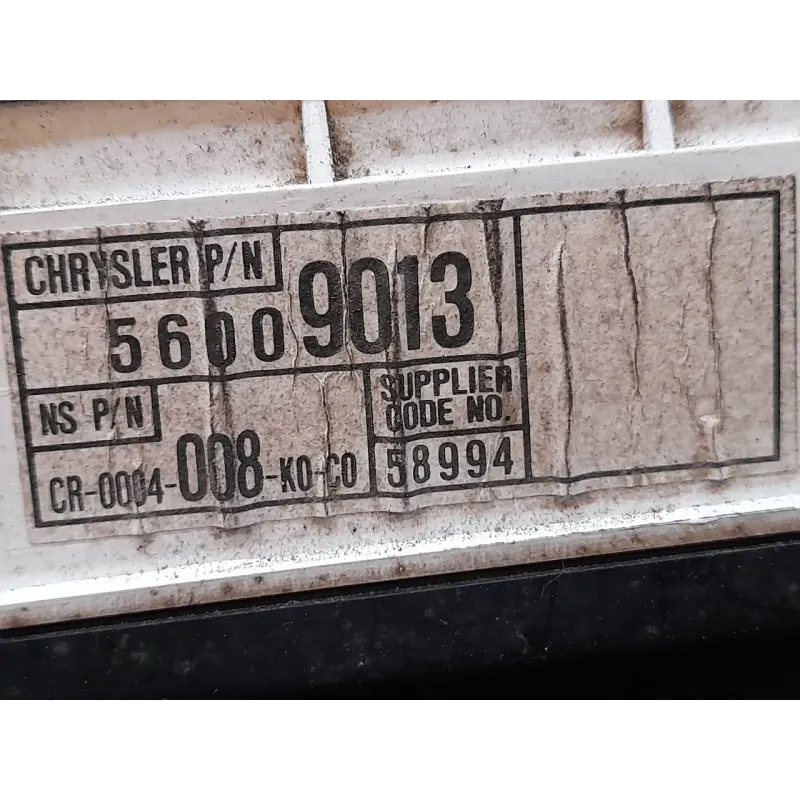 CHRYSLER P/N
56009013
NS P/N
CR-0004-008-KO-CO
SUPPLIER
CODE NO.
58994